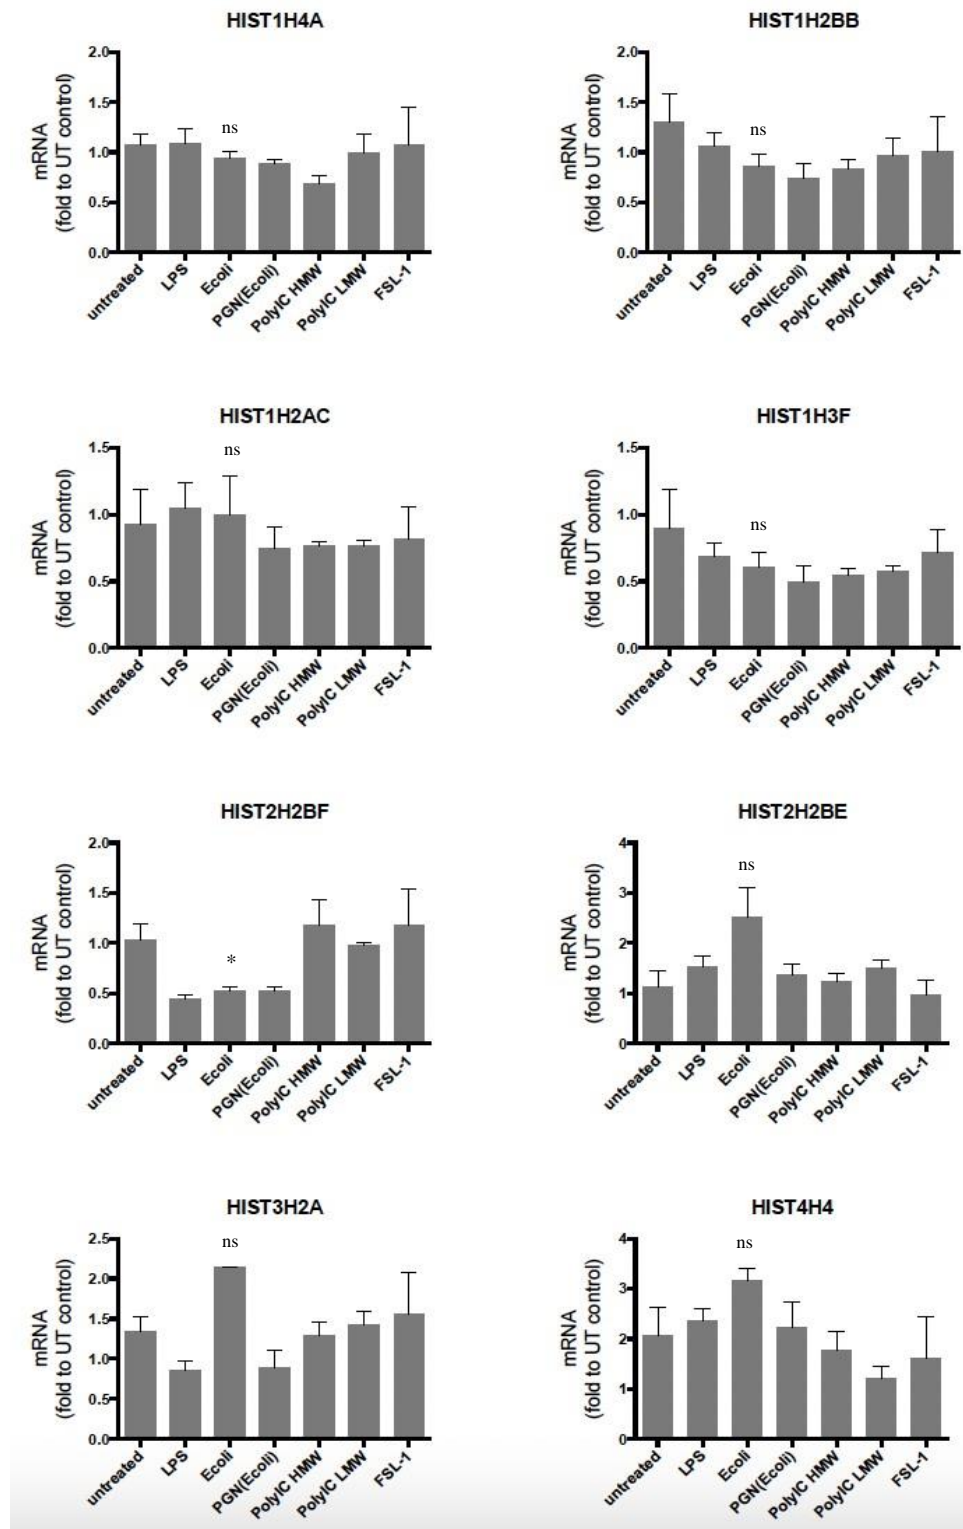 HIST1H4A
mRNA
(fold to UT control)
2.0
1.5
1.0
0.5
0.0
ns
untreated
LPS
Ecoli
PGN(Ecoli)
PolyIC HMW
PolyIC LMW
FSL-1
HIST1H2BB
mRNA
(fold to UT control)
2.0
1.5
1.0
0.5
0.0
ns
untreated
LPS
Ecoli
PGN(Ecoli)
PolyIC HMW
PolyIC LMW
FSL-1
HIST1H2AC
mRNA
(fold to UT control)
1.5
1.0
0.5
0.0
ns
untreated
LPS
Ecoli
PGN(Ecoli)
PolyIC HMW
PolyIC LMW
FSL-1
HIST1H3F
mRNA
(fold to UT control)
1.5
1.0
0.5
0.0
ns
untreated
LPS
Ecoli
PGN(Ecoli)
PolyIC HMW
PolyIC LMW
FSL-1
HIST2H2BF
mRNA
(fold to UT control)
2.0
1.5
1.0
0.5
0.0
*
untreated
LPS
Ecoli
PGN(Ecoli)
PolyIC HMW
PolyIC LMW
FSL-1
HIST2H2BE
mRNA
(fold to UT control)
4
3
2
1
0
ns
untreated
LPS
Ecoli
PGN(Ecoli)
PolyIC HMW
PolyIC LMW
FSL-1
HIST3H2A
mRNA
(fold to UT control)
2.5
2.0
1.5
1.0
0.5
0.0
ns
untreated
LPS
Ecoli
PGN(Ecoli)
PolyIC HMW
PolyIC LMW
FSL-1
HIST4H4
mRNA
(fold to UT control)
4
3
2
1
0
ns
untreated
LPS
Ecoli
PGN(Ecoli)
PolyIC HMW
PolyIC LMW
FSL-1